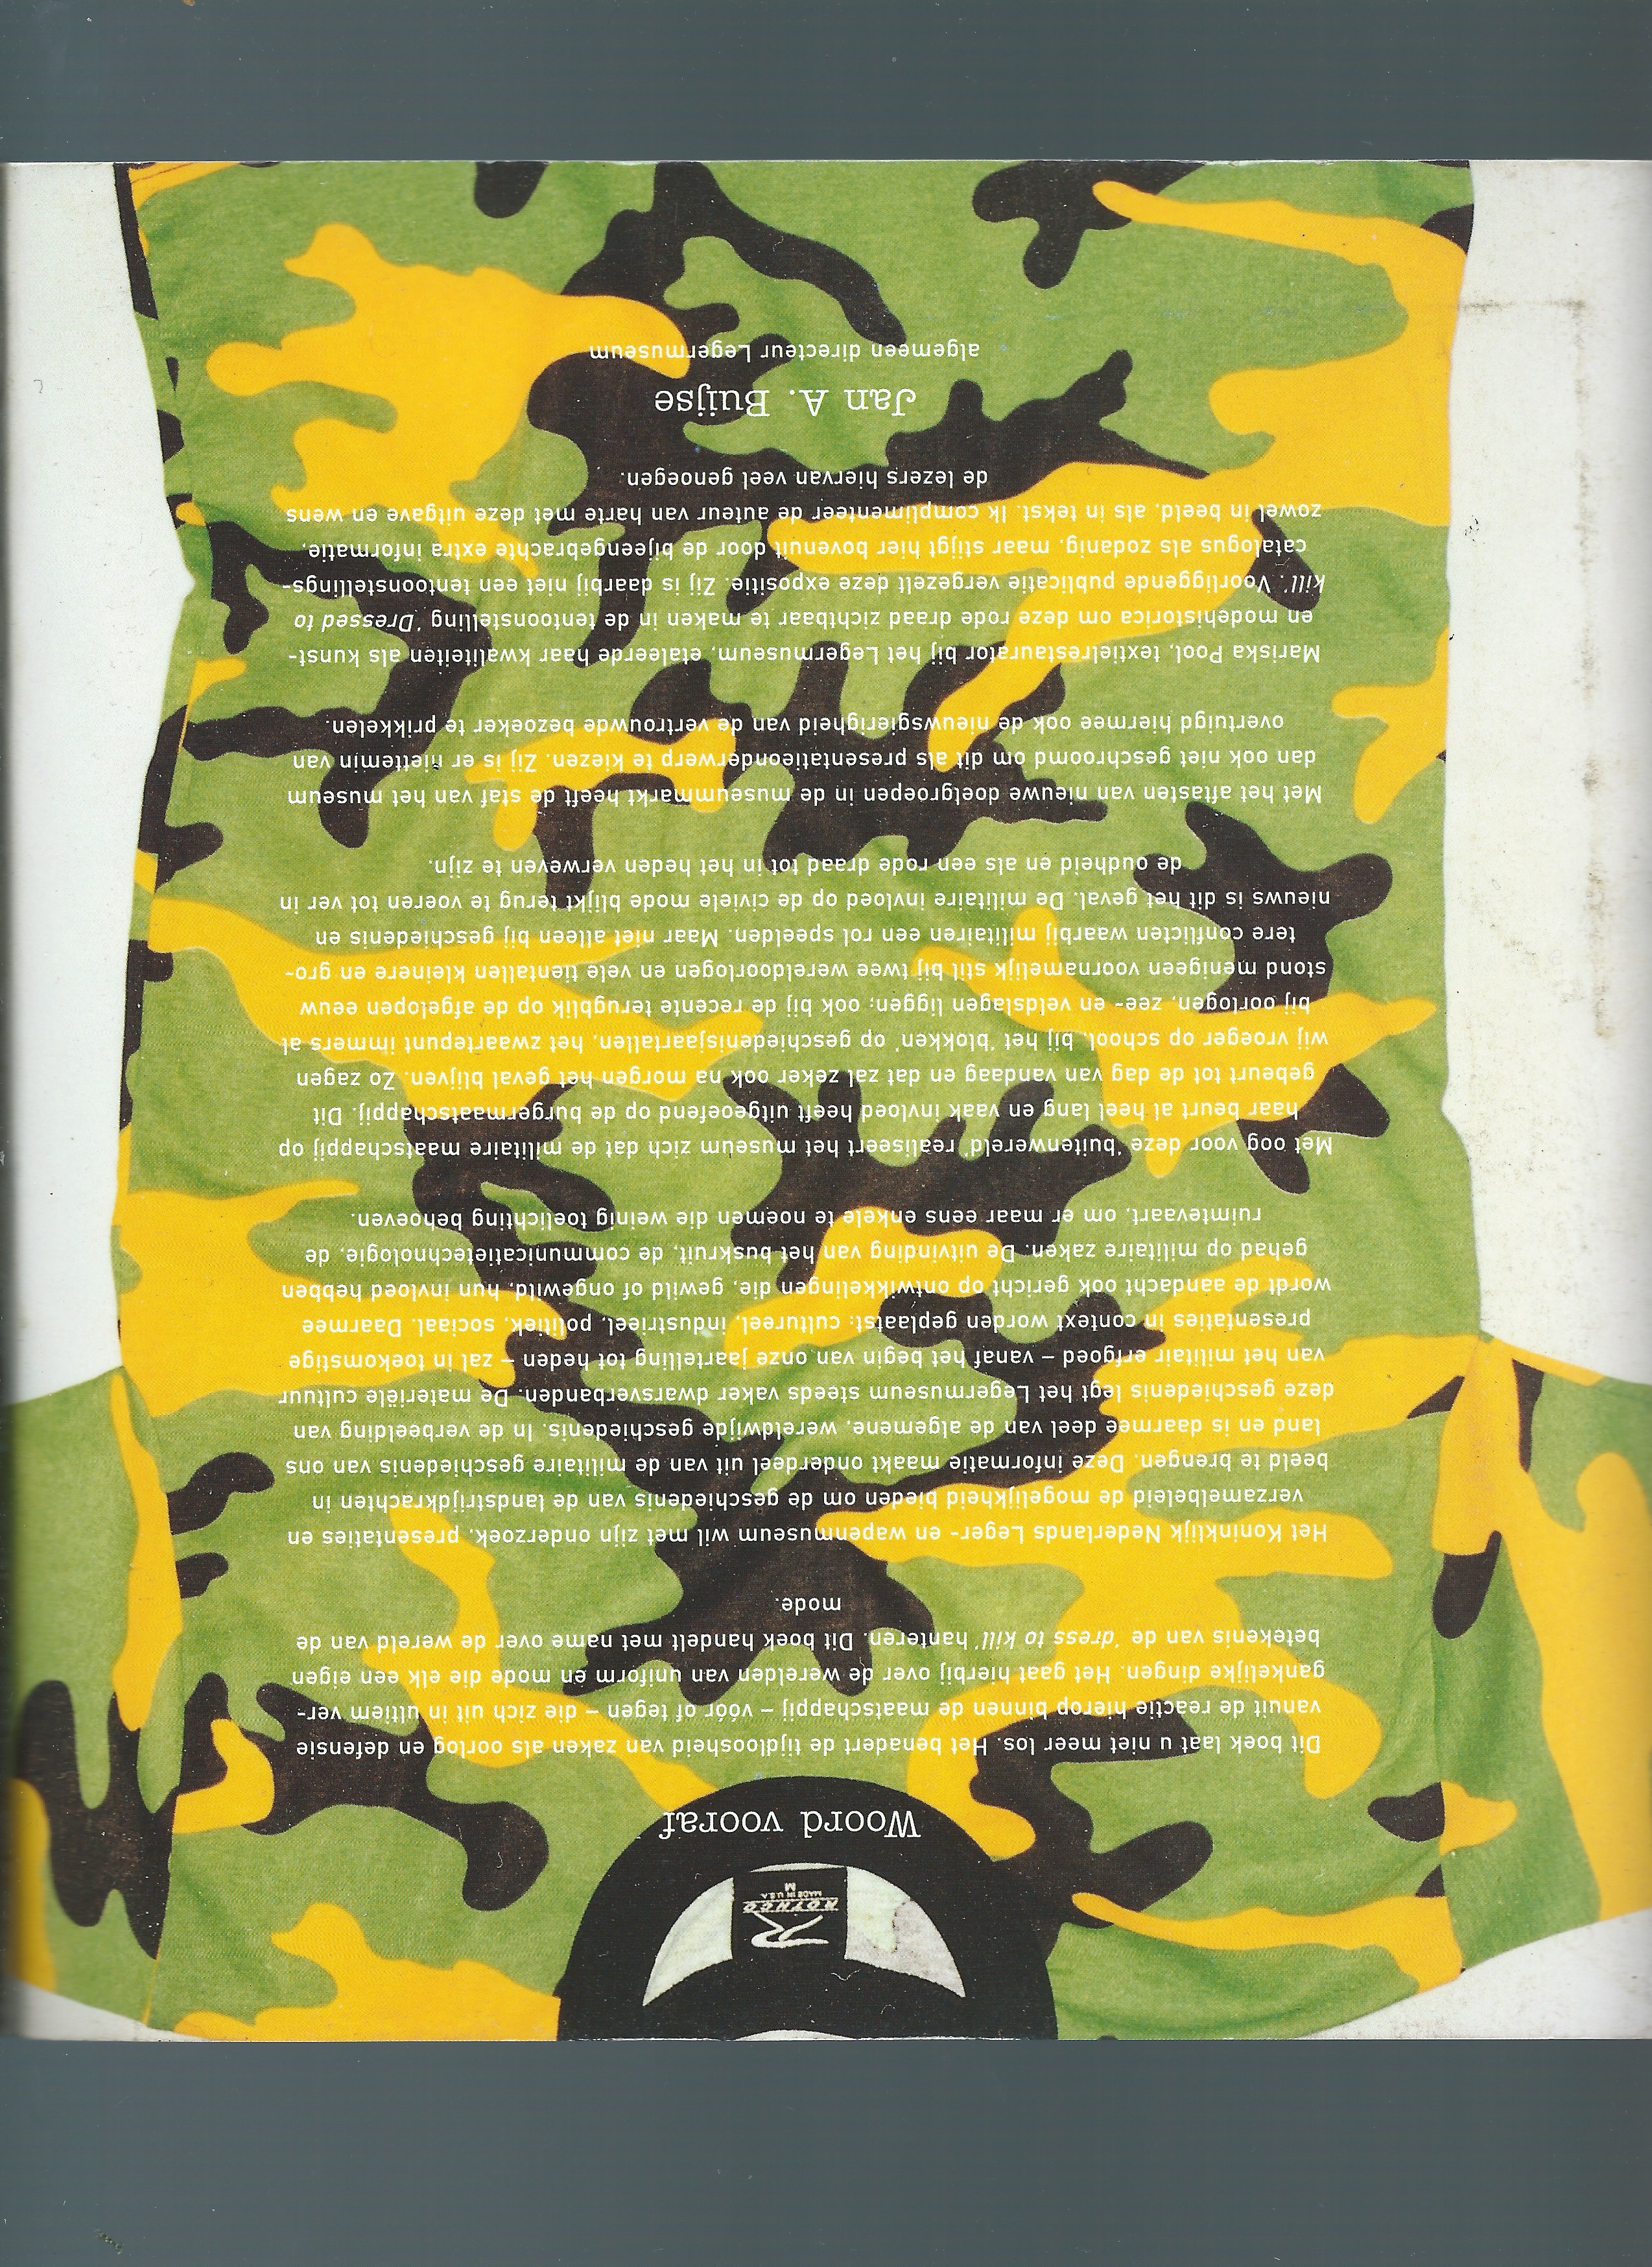 ROTHCO
MADE IN U.S.A.
M
Woord vooraf
Dit boek laat u niet meer los. Het benadert de tijdloosheid van zaken als oorlog en defensie
vanuit de reactie hierop binnen de maatschappij – vóór of tegen – die zich uit in ultiem ver-
gankelijke dingen. Het gaat hierbij over de werelden van uniform en mode die elk een eigen
betekenis van de 'dress to kill' hanteren. Dit boek handelt met name over de wereld van de
mode.
Het Koninklijk Nederlands Leger- en wapenmuseum wil met zijn onderzoek, presentaties en
verzamelbeleid de mogelijkheid bieden om de geschiedenis van de landstrijdkrachten in
beeld te brengen. Deze informatie maakt onderdeel uit van de militaire geschiedenis van ons
land en is daarmee deel van de algemene, wereldwijde geschiedenis. In de verbeelding van
deze geschiedenis legt het Legermuseum steeds vaker dwarsverbanden. De materiële cultuur
van het militair erfgoed – vanaf het begin van onze jaartelling tot heden – zal in toekomstige
presentaties in context worden geplaatst: cultureel, industrieel, politiek, sociaal. Daarmee
wordt de aandacht ook gericht op ontwikkelingen die, gewild of ongewild, hun invloed hebben
gehad op militaire zaken. De uitvinding van het buskruit, de communicatietechnologie, de
ruimtevaart, om er maar eens enkele te noemen die weinig toelichting behoeven.
Met oog voor deze 'buitenwereld' realiseert het museum zich dat de militaire maatschappij op
haar beurt al heel lang en vaak invloed heeft uitgeoefend op de burgermaatschappij. Dit
gebeurt tot de dag van vandaag en dat zal zeker ook na morgen het geval blijven. Zo zagen
wij vroeger op school, bij het 'blokken' op geschiedenisjaartallen, het zwaartepunt immers al
bij oorlogen, zee- en veldslagen liggen; ook bij de recente terugblik op de afgelopen eeuw
stond menigeen voornamelijk stil bij twee wereldoorlogen en vele tientallen kleinere en gro-
tere conflicten waarbij militairen een rol speelden. Maar niet alleen bij geschiedenis en
nieuws is dit het geval. De militaire invloed op de civiele mode blijkt terug te voeren tot ver in
de oudheid en als een rode draad tot in het heden verweven te zijn.
Met het aftasten van nieuwe doelgroepen in de museummarkt heeft de staf van het museum
dan ook niet geschroomd om dit als presentatieonderwerp te kiezen. Zij is er niettemin van
overtuigd hiermee ook de nieuwsgierigheid van de vertrouwde bezoeker te prikkelen.
Mariska Pool, textielrestaurator bij het Legermuseum, etaleerde haar kwaliteiten als kunst-
en modehistorica om deze rode draad zichtbaar te maken in de tentoonstelling 'Dressed to
kill'. Voorliggende publicatie vergezelt deze expositie. Zij is daarbij niet een tentoonstellings-
catalogus als zodanig, maar stijgt hier bovenuit door de bijeengebrachte extra informatie,
zowel in beeld, als in tekst. Ik complimenteer de auteur van harte met deze uitgave en wens
de lezers hiervan veel genoegen.
Jan A. Buijse
algemeen directeur Legermuseum